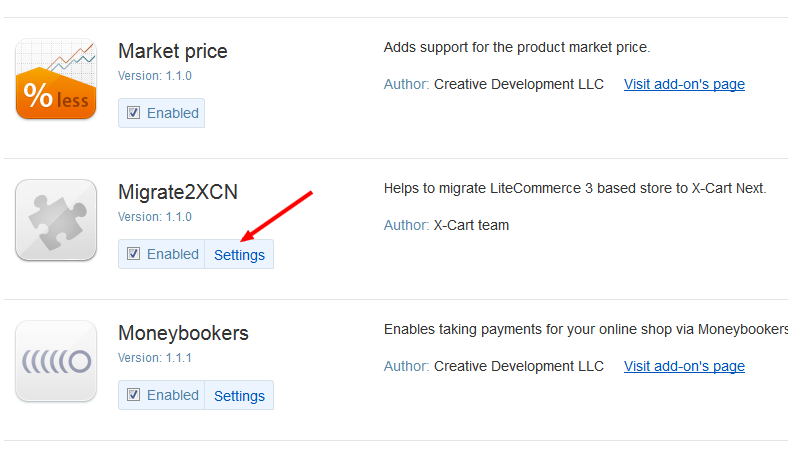 Market price
Version: 1.1.0
Enabled
Adds support for the product market price.
Author: Creative Development LLC Visit add-on's page
% less
Migrate2XCN
Version: 1.1.0
Enabled Settings
Helps to migrate LiteCommerce 3 based store to X-Cart Next.
Author: X-Cart team
Moneybookers
Version: 1.1.1
Enabled Settings
Enables taking payments for your online shop via Moneybookers
Author: Creative Development LLC Visit add-on's page